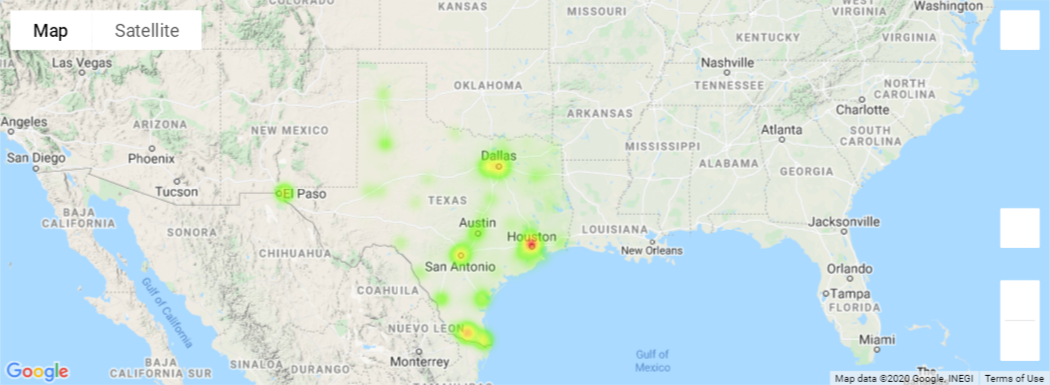 COLORADO
KANSAS
MISSOURI
WEST
VIRGINIA
Washington
Map
Satellite
KENTUCKY
VIRGINIA
Las Vegas
Nashville
OKLAHOMA
TENNESSEE
NORTH
CAROLINA
Charlotte
Angeles
ARIZONA
NEW MEXICO
ARKANSAS
Atlanta
SOUTH
CAROLINA
San Diego
Phoenix
Dallas
MISSISSIPPI
ALABAMA
GEORGIA
Tucson
El Paso
TEXAS
BAJA
CALIFORNIA
SONORA
Austin
Houston
LOUISIANA
Jacksonville
New Orleans
CHIHUAHUA
San Antonio
Orlando
COAHUILA
Gulf of
California
Tampa
FLORIDA
NUEVO LEON
Miami
Monterrey
Gulf of
Mexico
BAJA
CALIFORNIA SUR
SINALOA
DURANGO
TAMAULIPAS
The
Google
Map data ©2020 Google, INEGI
Terms of Use